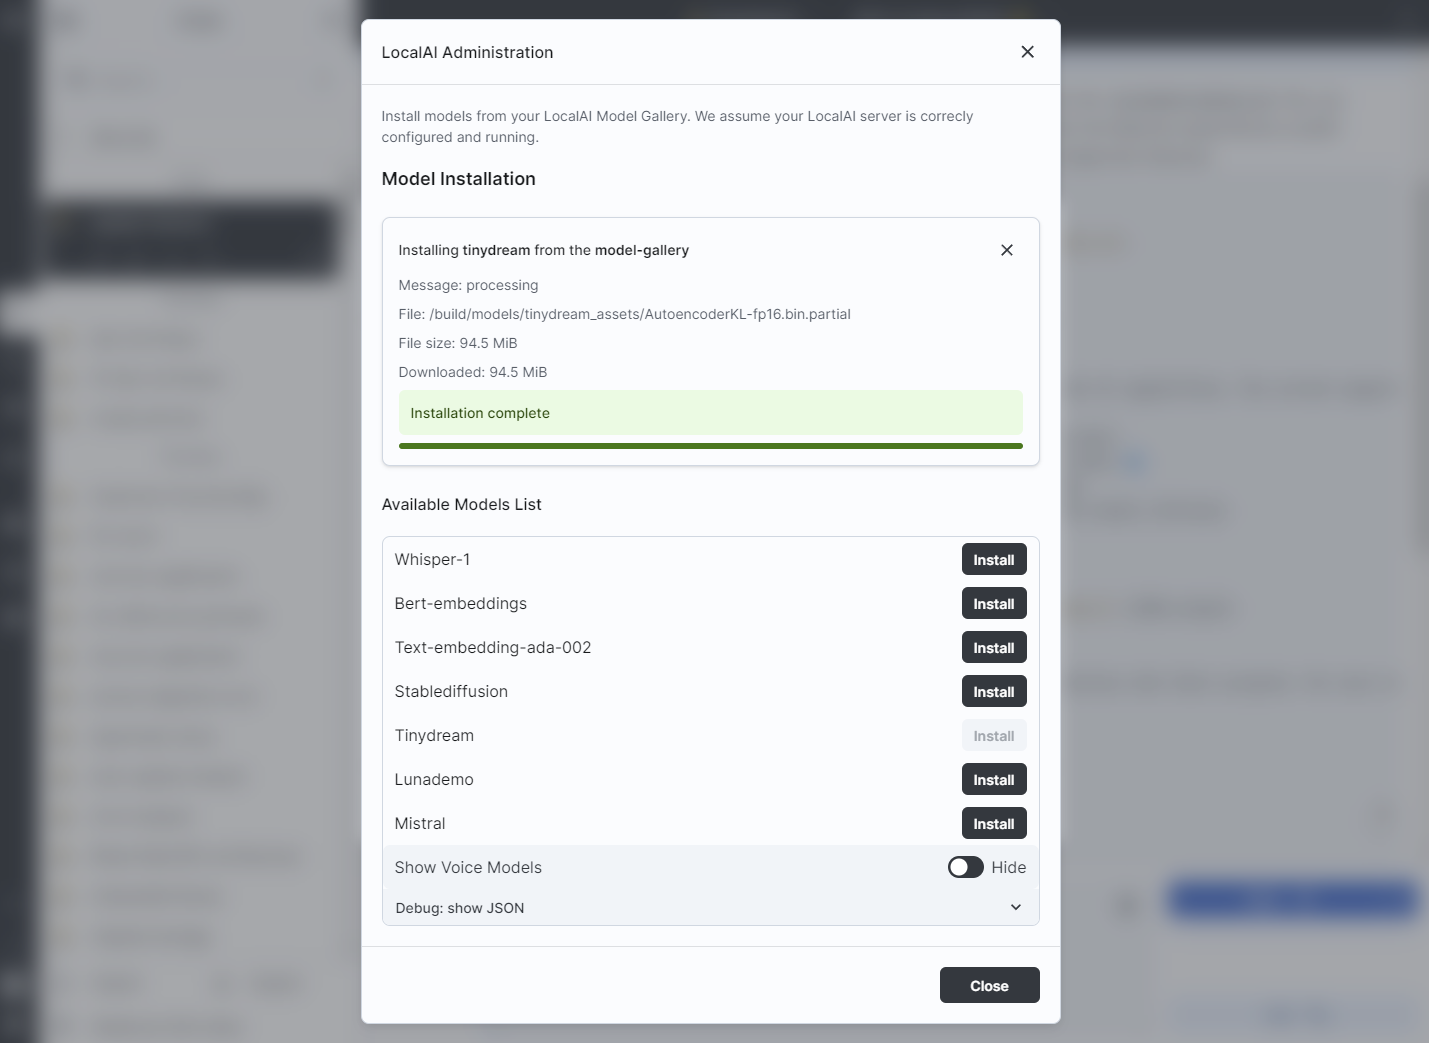 LocalAI Administration
Install models from your LocalAI Model Gallery. We assume your LocalAI server is correcly
configured and running.
Model Installation
Installing tinydream from the model-gallery
Message: processing
File: /build/models/tinydream_assets/AutoencoderKL-fp16.bin.partial
File size: 94.5 MiB
Downloaded: 94.5 MiB
Installation complete
Available Models List
Whisper-1 Install
Bert-embeddings Install
Text-embedding-ada-002 Install
Stablediffusion Install
Tinydream Install
Lunademo Install
Mistral Install
Show Voice Models Hide
Debug: show JSON
Close